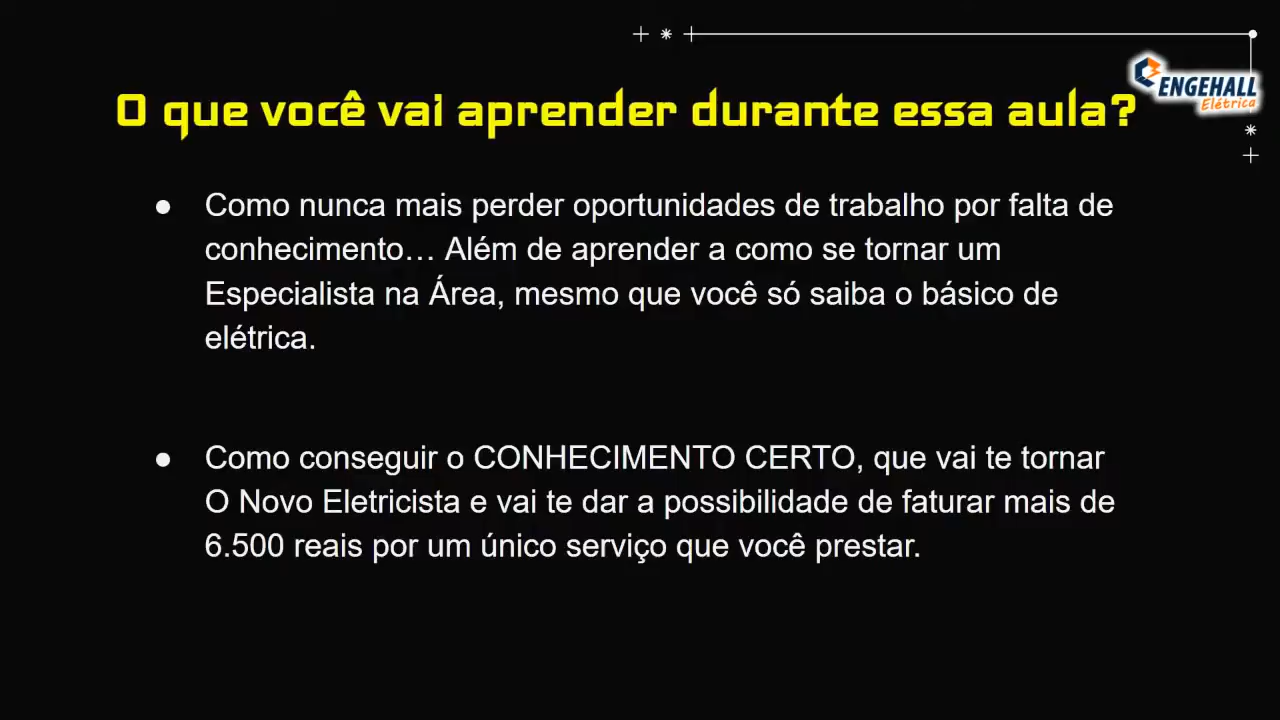 ENGEHALL
Elétrica
O que você vai aprender durante essa aula?
● Como nunca mais perder oportunidades de trabalho por falta de
conhecimento… Além de aprender a como se tornar um
Especialista na Área, mesmo que você só saiba o básico de
elétrica.
● Como conseguir o CONHECIMENTO CERTO, que vai te tornar
O Novo Eletricista e vai te dar a possibilidade de faturar mais de
6.500 reais por um único serviço que você prestar.